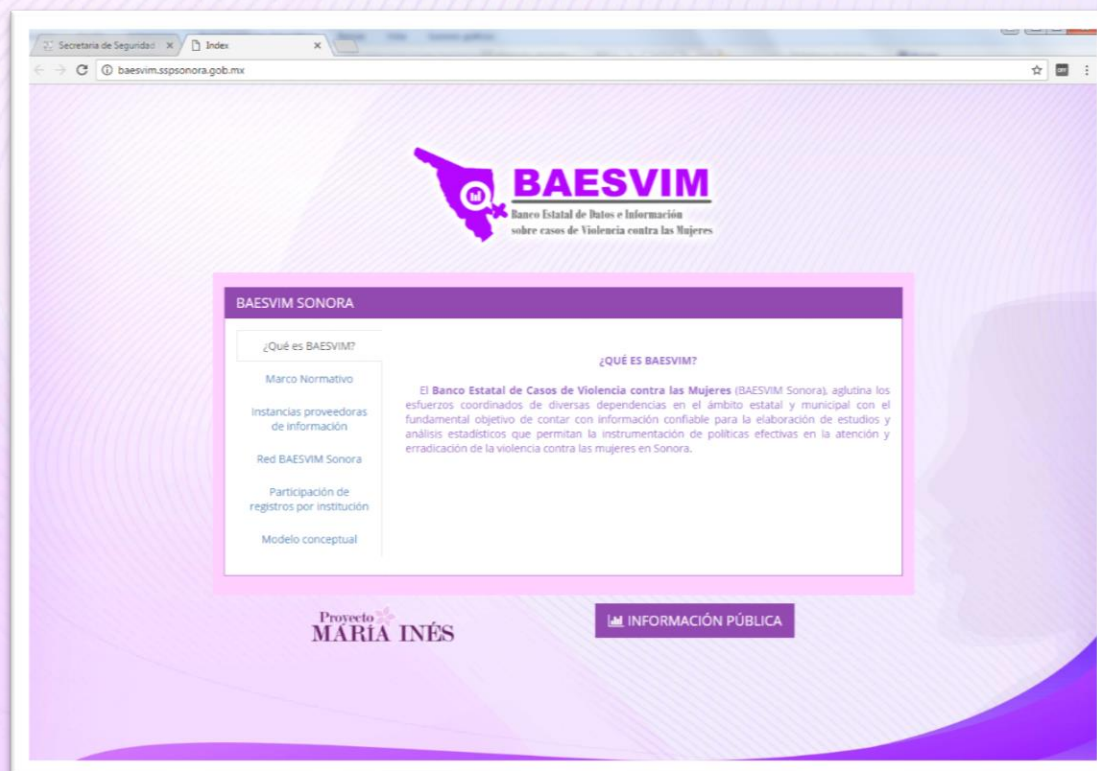 Secretaria de Seguridad
Index
baesvim.sspsonora.gob.mx
BAESVIM
Banco Estatal de Datos e Información
sobre casos de Violencia contra las Mujeres
BAESVIM SONORA
¿Qué es BAESVIM?
Marco Normativo
Instancias proveedoras
de información
Red BAESVIM Sonora
Participación de
registros por institución
Modelo conceptual
¿QUÉ ES BAESVIM?
El Banco Estatal de Casos de Violencia contra las Mujeres (BAESVIM Sonora), aglutina los
esfuerzos coordinados de diversas dependencias en el ámbito estatal y municipal con el
fundamental objetivo de contar con información confiable para la elaboración de estudios y
análisis estadísticos que permitan la instrumentación de políticas efectivas en la atención y
erradicación de la violencia contra las mujeres en Sonora.
Proyecto
MARÍA INÉS
INFORMACIÓN PÚBLICA